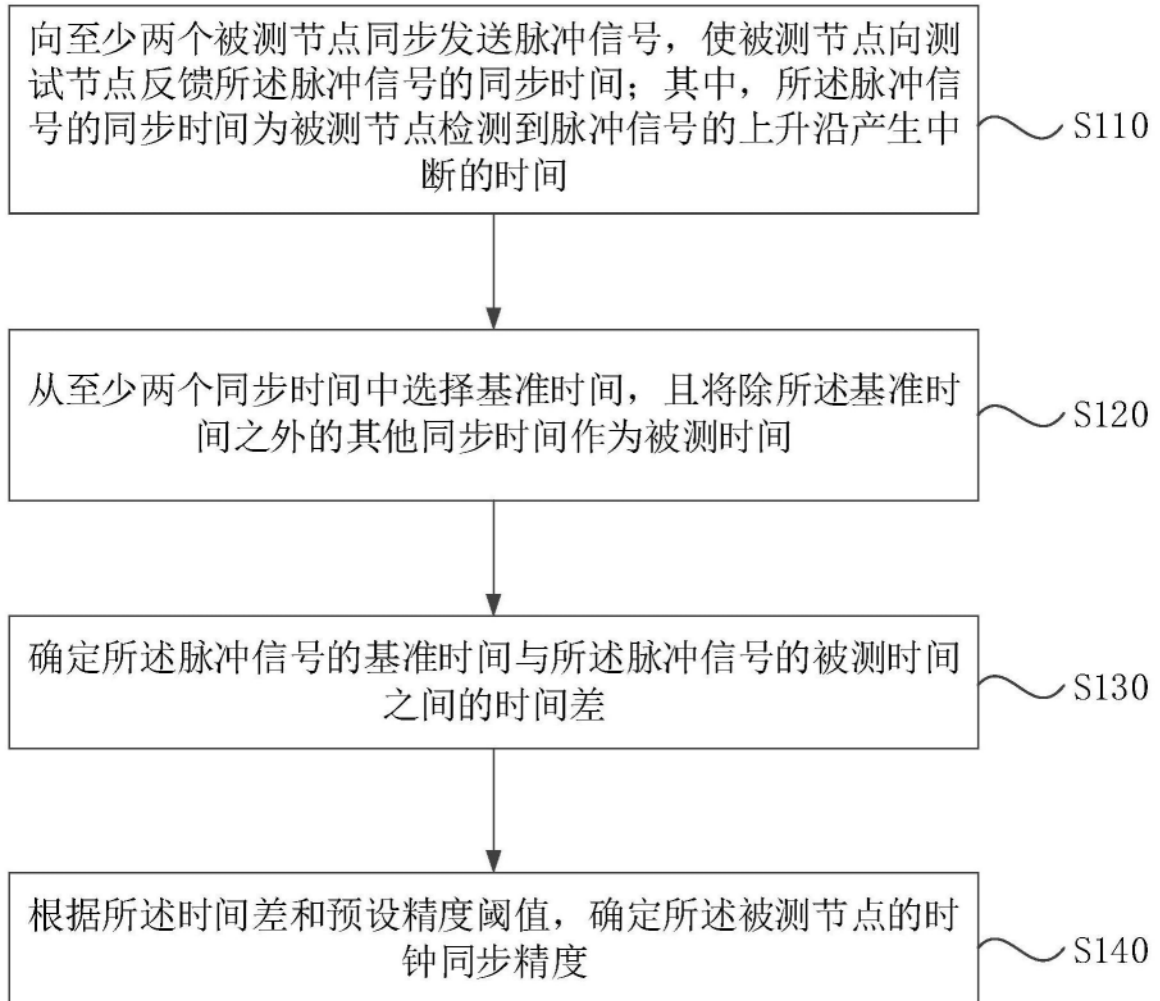 向至少两个被测节点同步发送脉冲信号，使被测节点向测
试节点反馈所述脉冲信号的同步时间；其中，所述脉冲信
号的同步时间为被测节点检测到脉冲信号的上升沿产生中
断的时间
S110
从至少两个同步时间中选择基准时间，且将除所述基准时
间之外的其他同步时间作为被测时间
S120
确定所述脉冲信号的基准时间与所述脉冲信号的被测时间
之间的时间差
S130
根据所述时间差和预设精度阈值，确定所述被测节点的时
钟同步精度
S140